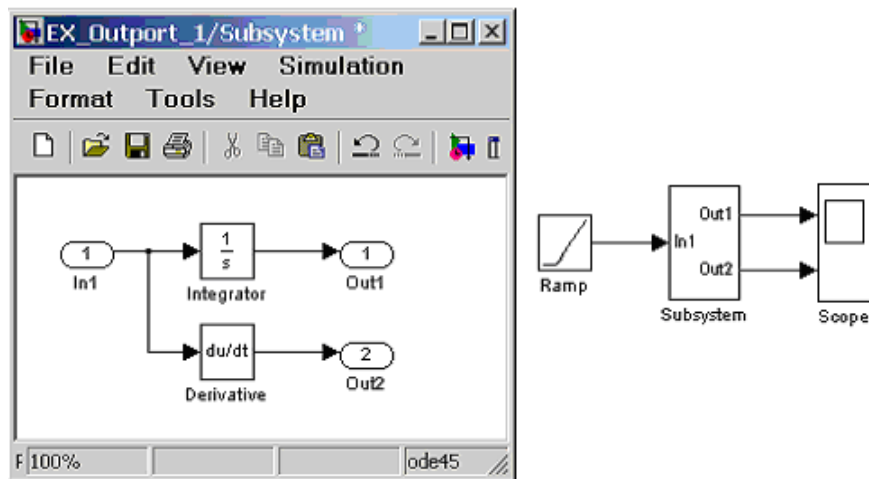 EX_Outport_1/Subsystem *
File Edit View Simulation
Format Tools Help
1
In1
1
s
Integrator
1
Out1
du/dt
Derivative
2
Out2
F 100% ode45
Ramp
In1
Out1
Out2
Subsystem
Scope